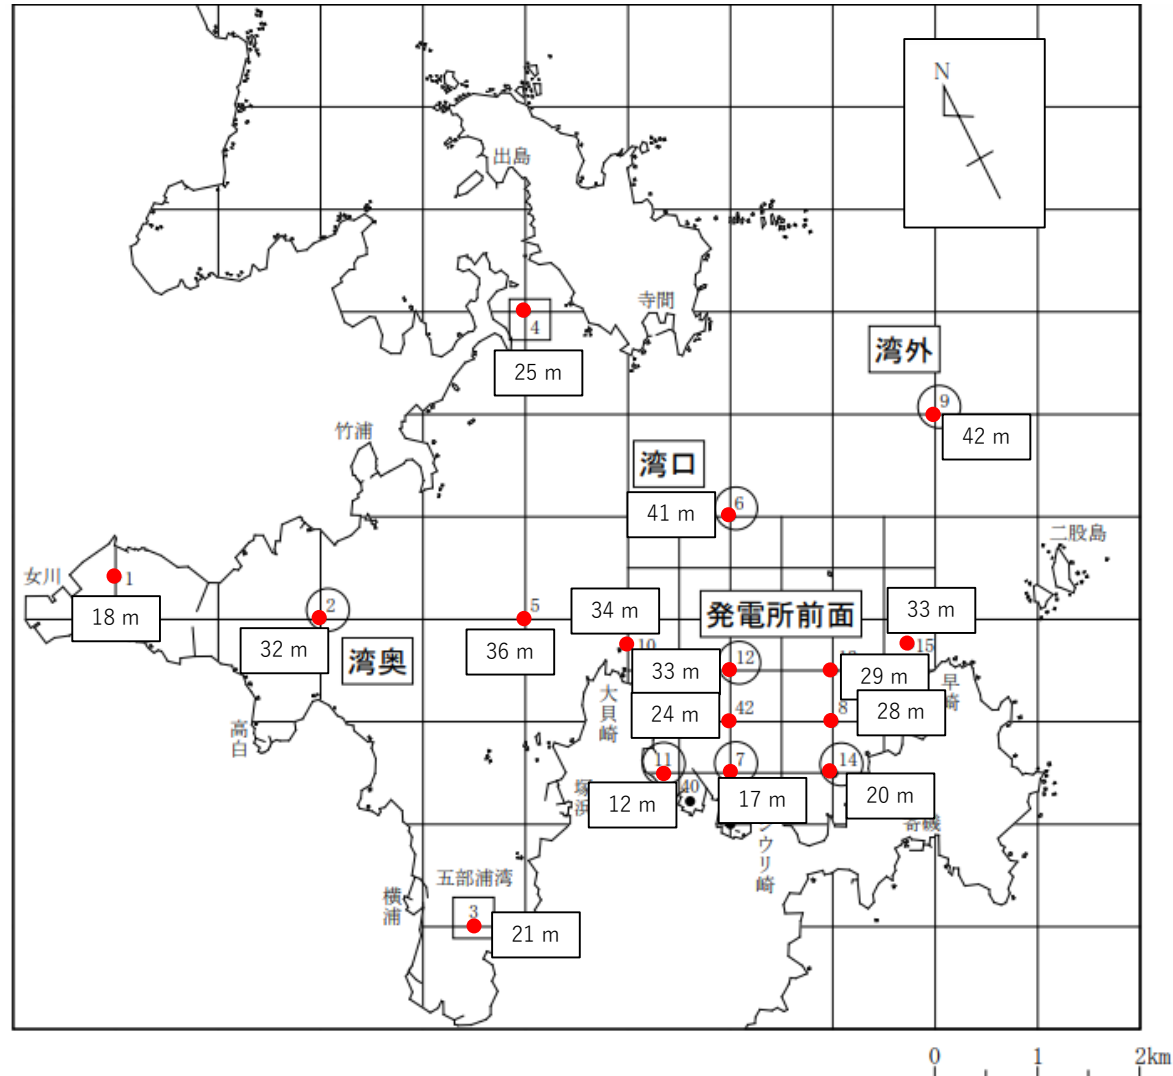 N
出島
寺間
4
25 m
湾外
9
42 m
竹浦
湾口
6
41 m
二股島
女川
1
18 m
2
32 m
湾奥
5
36 m
34 m
10
発電所前面
33 m
15
12
33 m
29 m
早崎
大貝崎
24 m
42
8
28 m
高白
11
7
14
塚浜
12 m
40
17 m
20 m
寄磯
ウリ崎
五部浦湾
横浦
3
21 m
0 1 2km